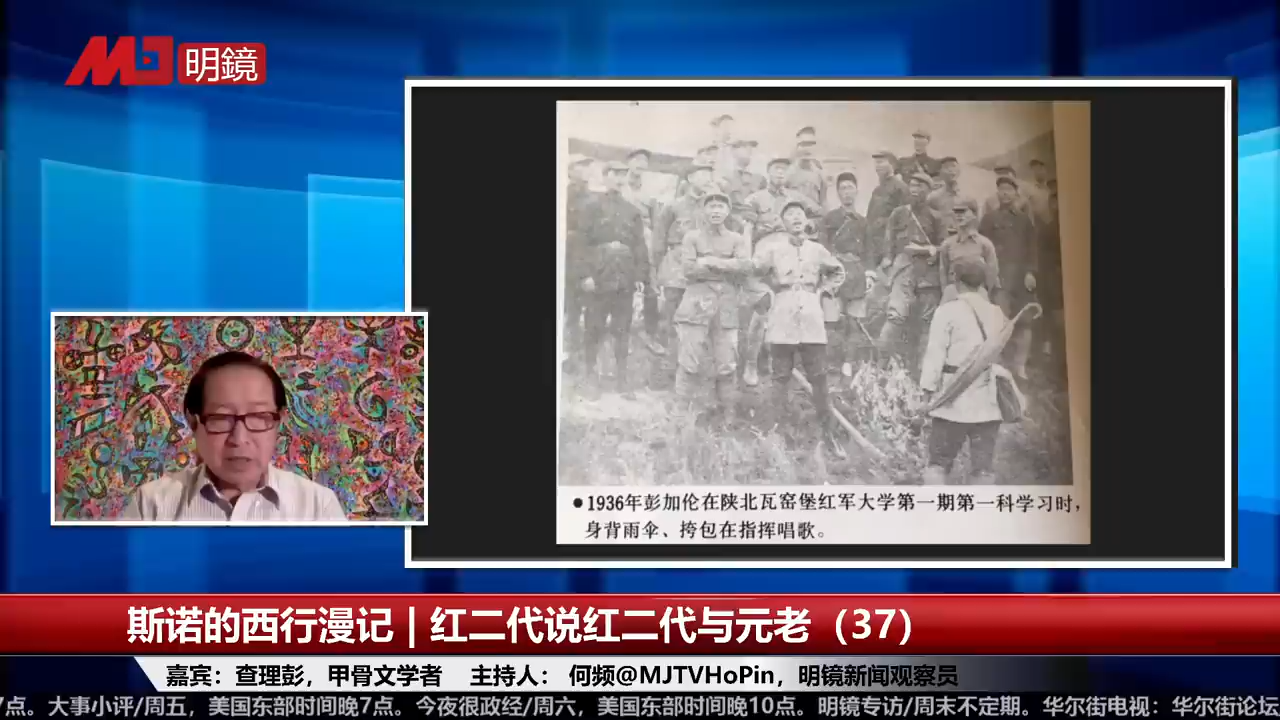 明鏡
●1936年彭加伦在陕北瓦窑堡红军大学第一期第一科学习时，
身背雨伞、挎包在指挥唱歌。
斯诺的西行漫记｜红二代说红二代与元老（37）
嘉宾：查理彭，甲骨文学者 主持人： 何频@MJTVHoPin，明镜新闻观察员
7点。大事小评/周五，美国东部时间晚7点。今夜很政经/周六，美国东部时间晚10点。明镜专访/周末不定期。华尔街电视：华尔街论坛